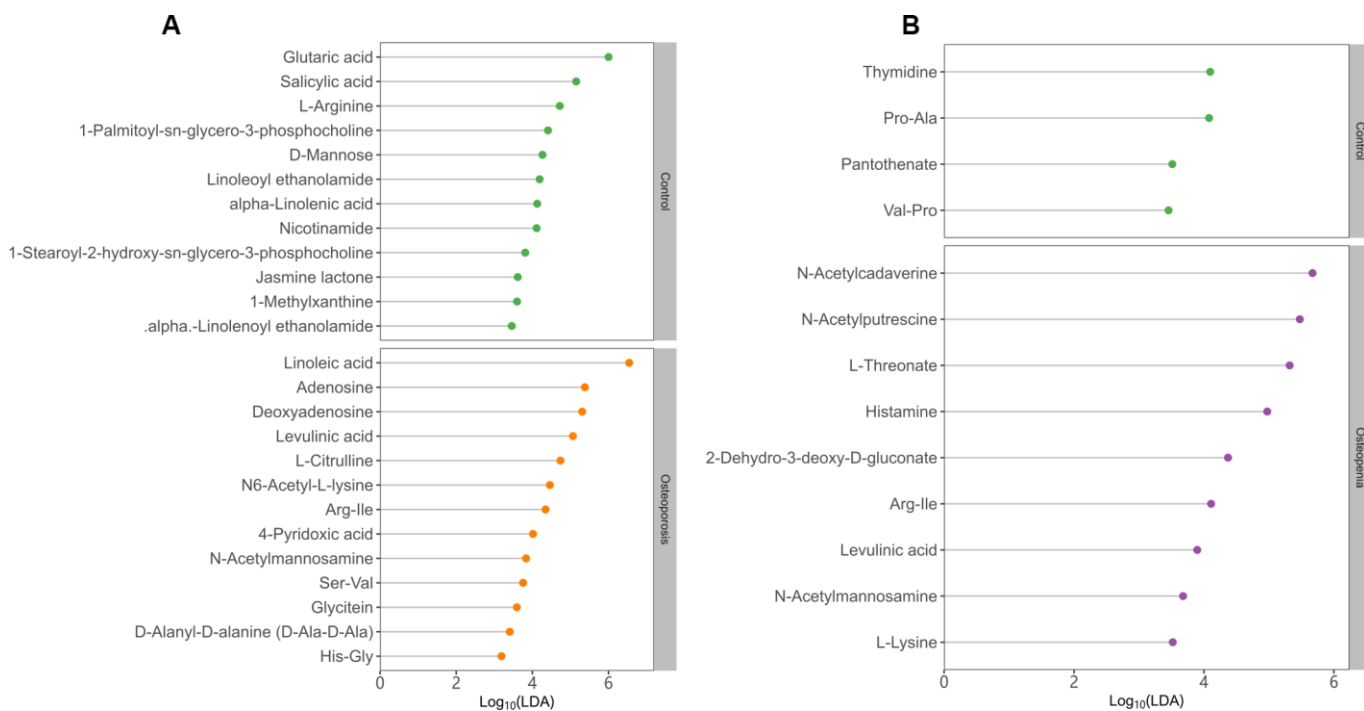 A
Glutaric acid
Salicylic acid
L-Arginine
1-Palmitoyl-sn-glycero-3-phosphocholine
D-Mannose
Linoleoyl ethanolamide
alpha-Linolenic acid
Nicotinamide
1-Stearoyl-2-hydroxy-sn-glycero-3-phosphocholine
Jasmine lactone
1-Methylxanthine
.alpha.-Linolenoyl ethanolamide
Control
Linoleic acid
Adenosine
Deoxyadenosine
Levulinic acid
L-Citrulline
N6-Acetyl-L-lysine
Arg-Ile
4-Pyridoxic acid
N-Acetylmannosamine
Ser-Val
Glycitein
D-Alanyl-D-alanine (D-Ala-D-Ala)
His-Gly
Osteoporosis
0 2 4 6
Log₁₀(LDA)
B
Thymidine
Pro-Ala
Pantothenate
Val-Pro
Control
N-Acetylcadaverine
N-Acetylputrescine
L-Threonate
Histamine
2-Dehydro-3-deoxy-D-gluconate
Arg-Ile
Levulinic acid
N-Acetylmannosamine
L-Lysine
Osteopenia
0 2 4 6
Log₁₀(LDA)